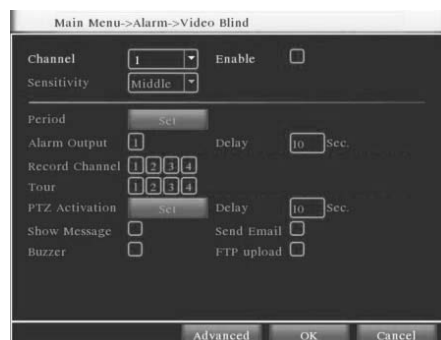 Main Menu->Alarm->Video Blind
Channel 1 Enable
Sensitivity Middle
Period Set
Alarm Output 1 Delay 10 Sec.
Record Channel 1 2 3 4
Tour 1 2 3 4
PTZ Activation Set Delay 10 Sec.
Show Message Send Email
Buzzer FTP upload
Advanced OK Cancel